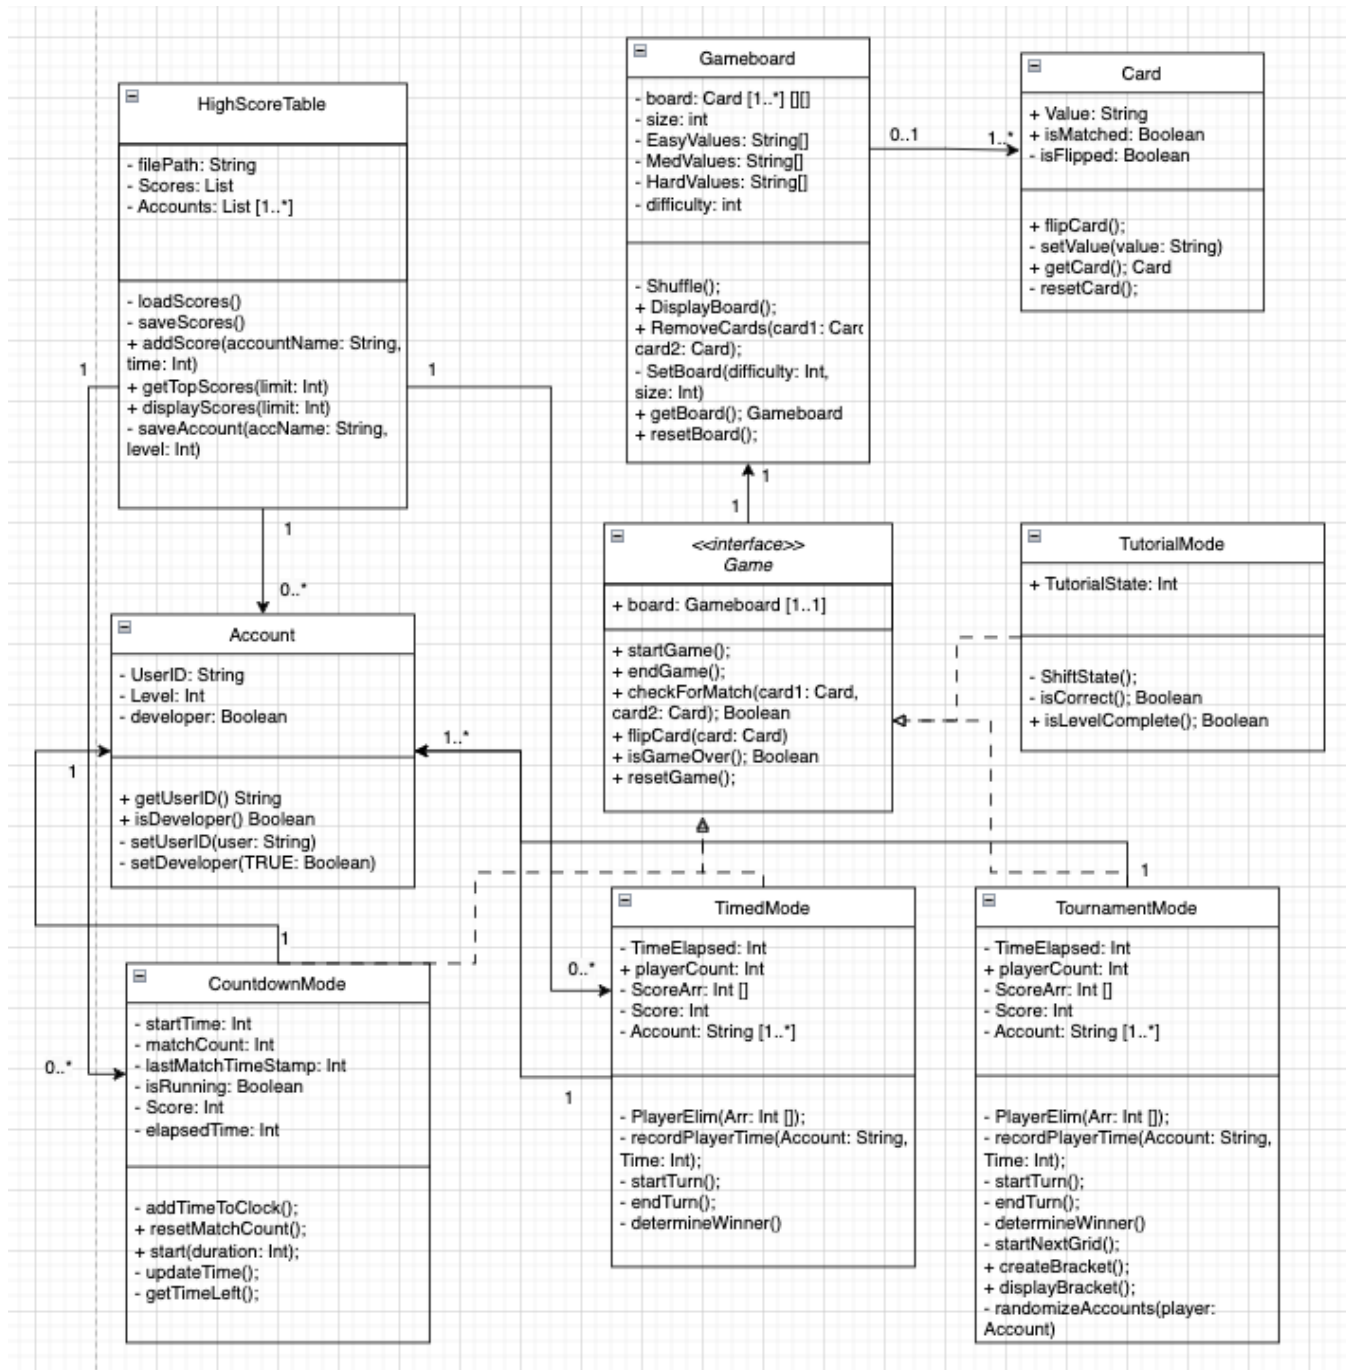 HighScoreTable
- filePath: String
- Scores: List
- Accounts: List [1..*]
- loadScores()
- saveScores()
+ addScore(accountName: String,
time: Int)
+ getTopScores(limit: Int)
+ displayScores(limit: Int)
- saveAccount(accName: String,
level: Int)
1
1
1
0..*
Gameboard
- board: Card [1..*] [][]
- size: int
- EasyValues: String[]
- MedValues: String[]
- HardValues: String[]
- difficulty: int
- Shuffle();
+ DisplayBoard();
+ RemoveCards(card1: Card
card2: Card);
- SetBoard(difficulty: Int,
size: Int)
+ getBoard(); Gameboard
+ resetBoard();
0..1
1..*
Card
+ Value: String
+ isMatched: Boolean
- isFlipped: Boolean
+ flipCard();
- setValue(value: String)
+ getCard(); Card
- resetCard();
1
1
<<interface>>
Game
+ board: Gameboard [1..1]
+ startGame();
+ endGame();
+ checkForMatch(card1: Card,
card2: Card); Boolean
+ flipCard(card: Card)
+ isGameOver(); Boolean
+ resetGame();
TutorialMode
+ TutorialState: Int
- ShiftState();
- isCorrect(); Boolean
+ isLevelComplete(); Boolean
Account
- UserID: String
- Level: Int
- developer: Boolean
+ getUserID() String
+ isDeveloper() Boolean
- setUserID(user: String)
- setDeveloper(TRUE: Boolean)
1
1..*
1
0..*
CountdownMode
- startTime: Int
- matchCount: Int
- lastMatchTimeStamp: Int
- isRunning: Boolean
- Score: Int
- elapsedTime: Int
- addTimeToClock();
+ resetMatchCount();
+ start(duration: Int);
- updateTime();
- getTimeLeft();
0..*
1
TimedMode
- TimeElapsed: Int
+ playerCount: Int
- ScoreArr: Int []
- Score: Int
- Account: String [1..*]
- PlayerElim(Arr: Int []);
- recordPlayerTime(Account: String,
Time: Int);
- startTurn();
- endTurn();
- determineWinner()
1
TournamentMode
- TimeElapsed: Int
+ playerCount: Int
- ScoreArr: Int []
- Score: Int
- Account: String [1..*]
- PlayerElim(Arr: Int []);
- recordPlayerTime(Account: String,
Time: Int);
- startTurn();
- endTurn();
- determineWinner()
- startNextGrid();
+ createBracket();
+ displayBracket();
- randomizeAccounts(player:
Account)